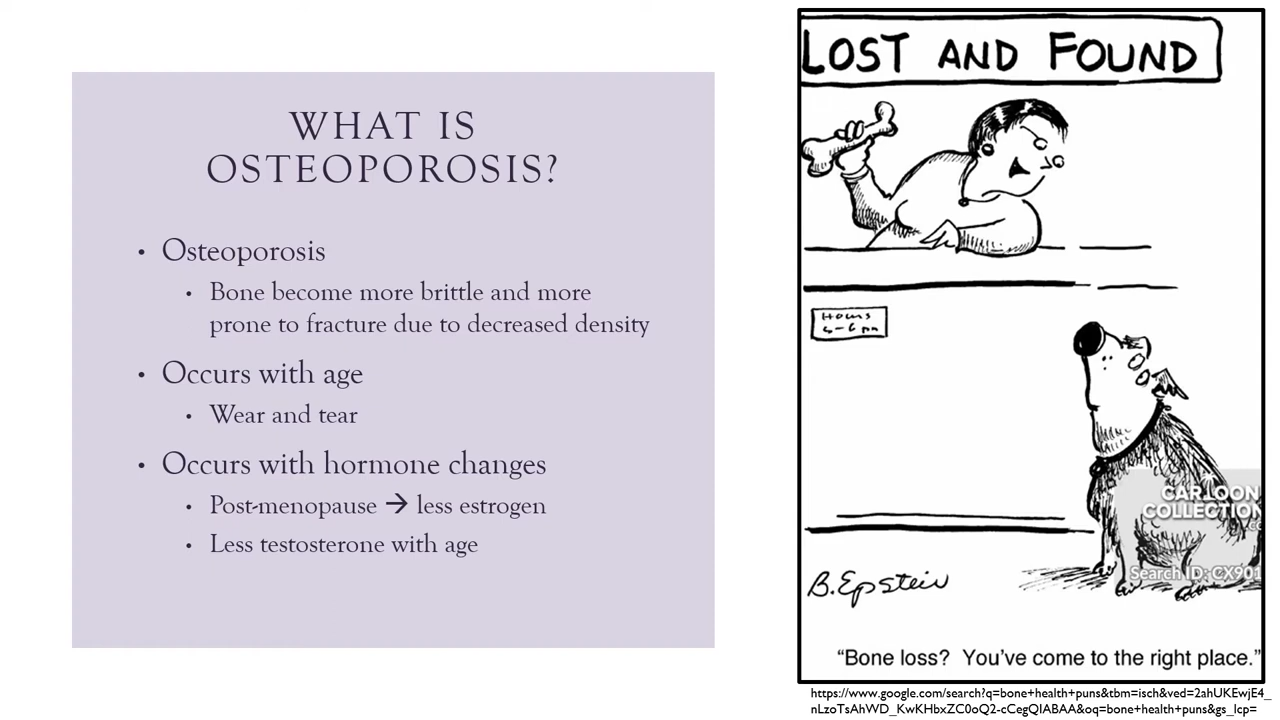 WHAT IS
OSTEOPOROSIS?
• Osteoporosis
• Bone become more brittle and more
prone to fracture due to decreased density
• Occurs with age
• Wear and tear
• Occurs with hormone changes
• Post-menopause → less estrogen
• Less testosterone with age
LOST AND FOUND
HOURS
B. Epstein
CARTOON
COLLECTION
Search ID: CX901
“Bone loss? You’ve come to the right place.”
https://www.google.com/search?q=bone+health+puns&tbm=isch&ved=2ahUKEwjE4_
nLzoTsAhWD_KwKHbxZC0oQ2-cCegQIABAA&oq=bone+health+puns&gs_lcp=